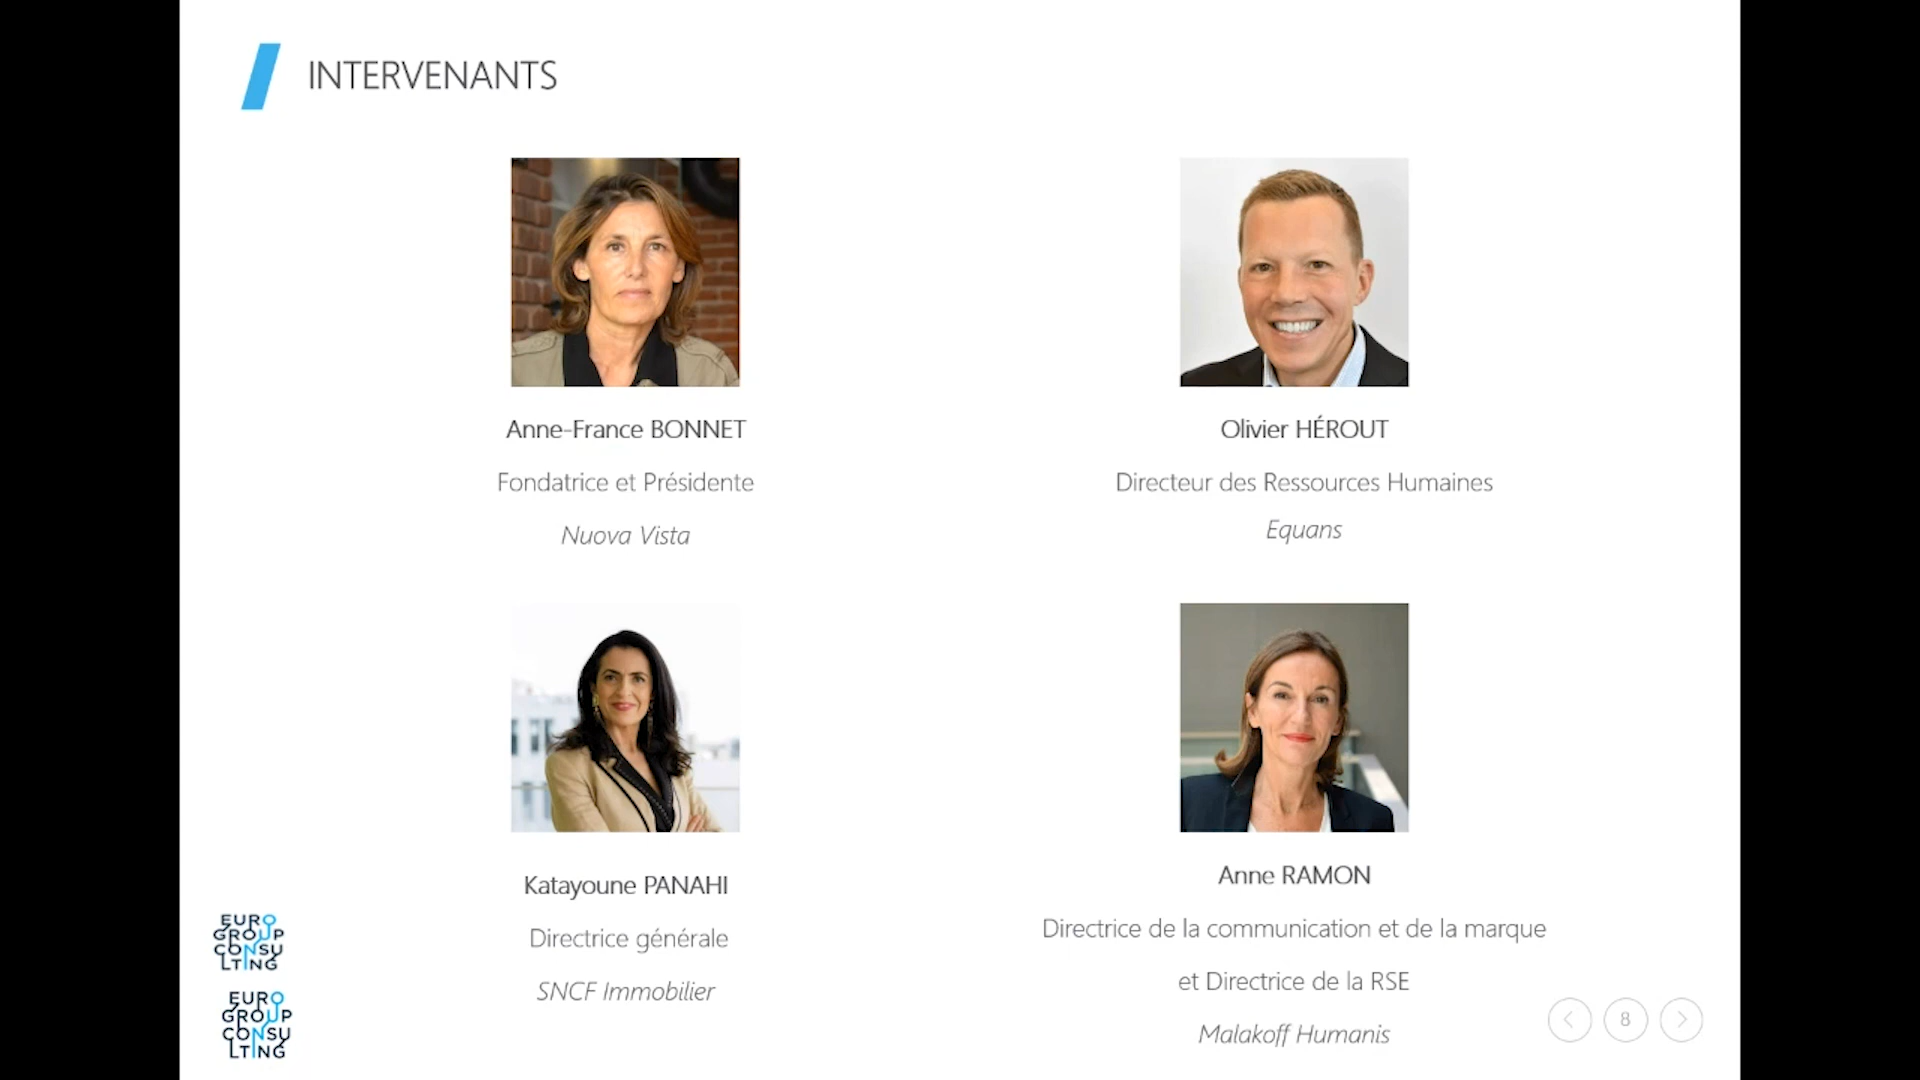 INTERVENANTS
Anne-France BONNET
Fondatrice et Présidente
Nuova Vista
Olivier HÉROUT
Directeur des Ressources Humaines
Equans
Katayoune PANAHI
Directrice générale
SNCF Immobilier
Anne RAMON
Directrice de la communication et de la marque
et Directrice de la RSE
Malakoff Humanis
EURO
GROUP
CONSU
LTING
EURO
GROUP
CONSU
LTING
8